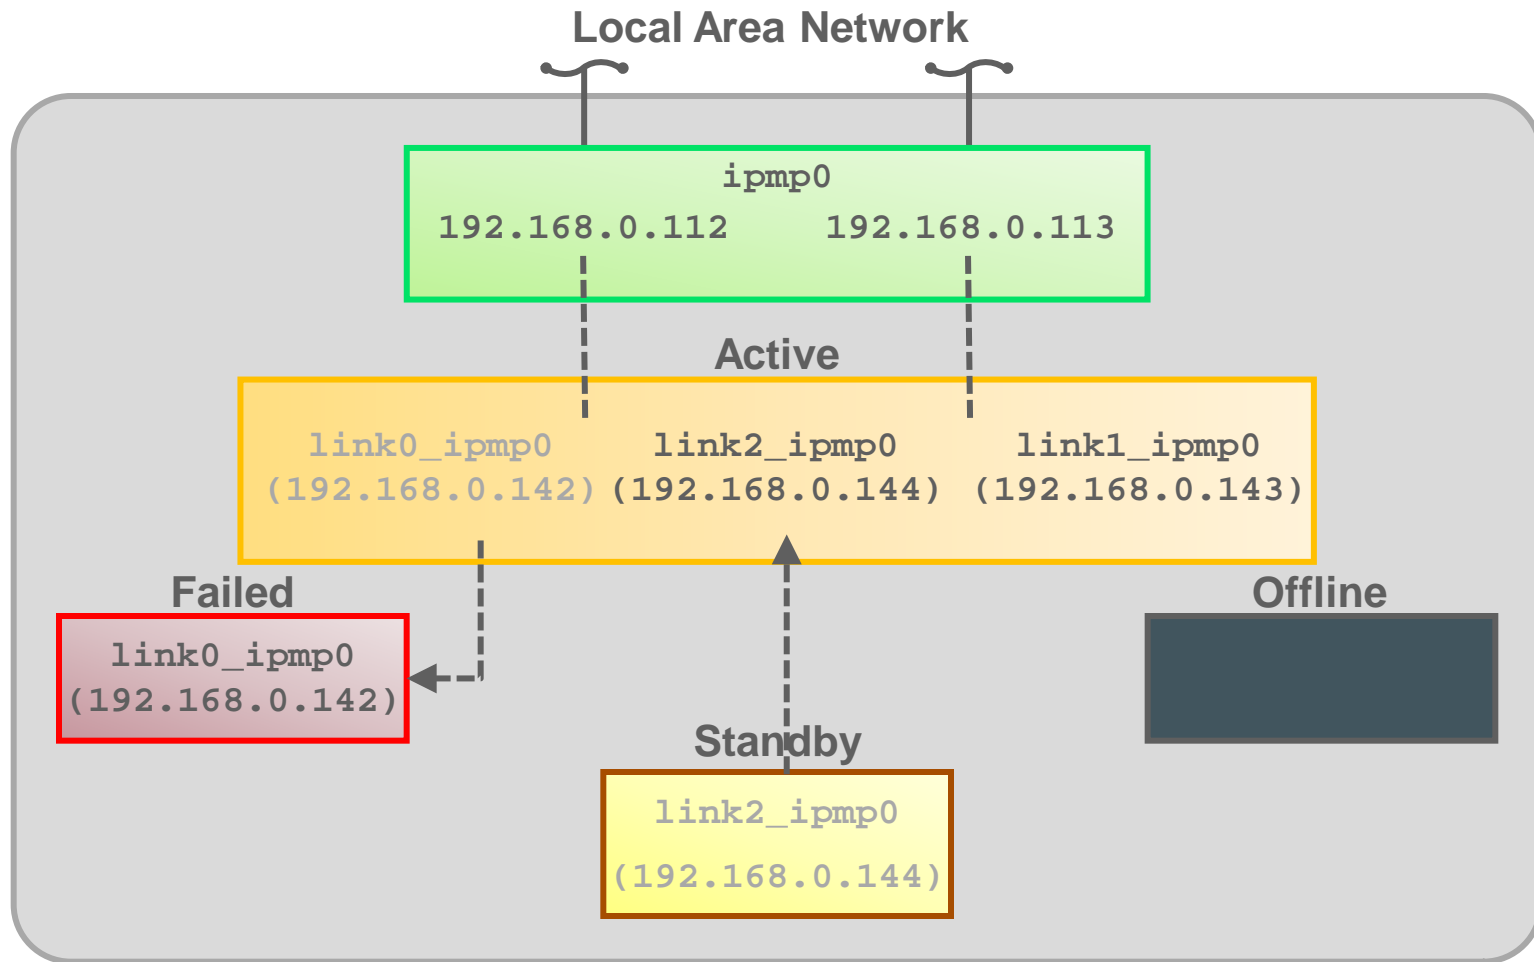 Local Area Network
ipmp0
192.168.0.112 192.168.0.113
Active
link0_ipmp0 link2_ipmp0 link1_ipmp0
(192.168.0.142) (192.168.0.144) (192.168.0.143)
Failed Offline
link0_ipmp0
(192.168.0.142)
Standby
link2_ipmp0
(192.168.0.144)